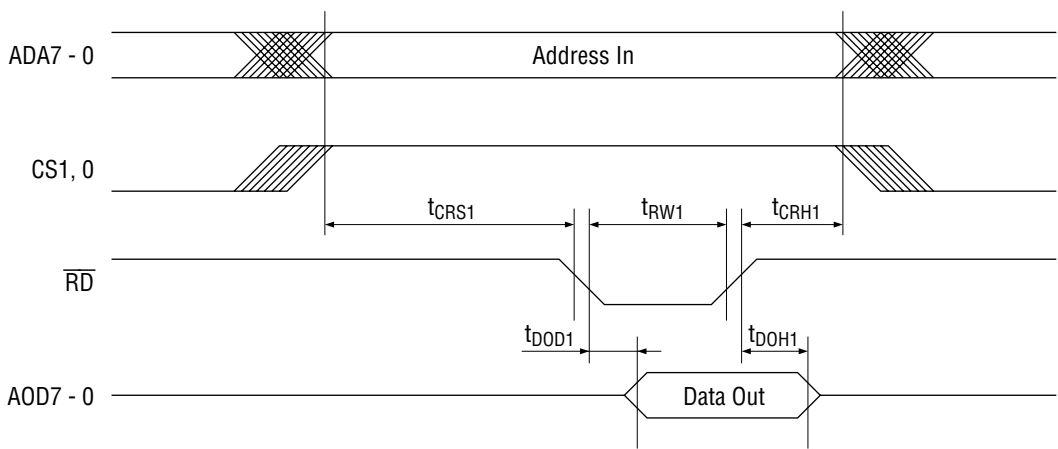 ADA7 - 0
Address In
CS1, 0
tCRS1
tRW1
tCRH1
RD
tDOD1
tDOH1
AOD7 - 0
Data Out